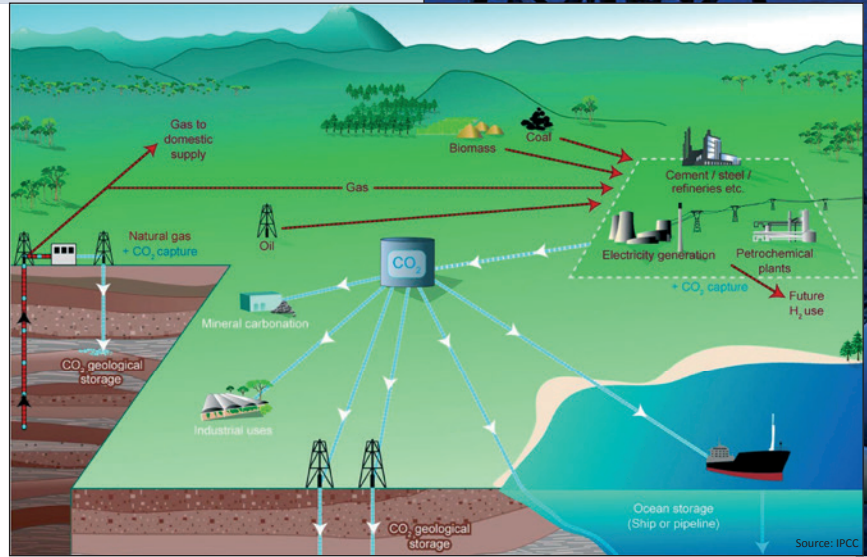 Gas to
domestic
supply
Biomass
Coal
Cement / steel /
refineries etc.
Gas
Natural gas
+ CO₂ capture
Oil
CO₂
Electricity generation
Petrochemical
plants
+ CO₂ capture
Future
H₂ use
Mineral carbonation
CO₂ geological
storage
Industrial uses
CO₂ geological
storage
Ocean storage
(Ship or pipeline)
Source: IPCC